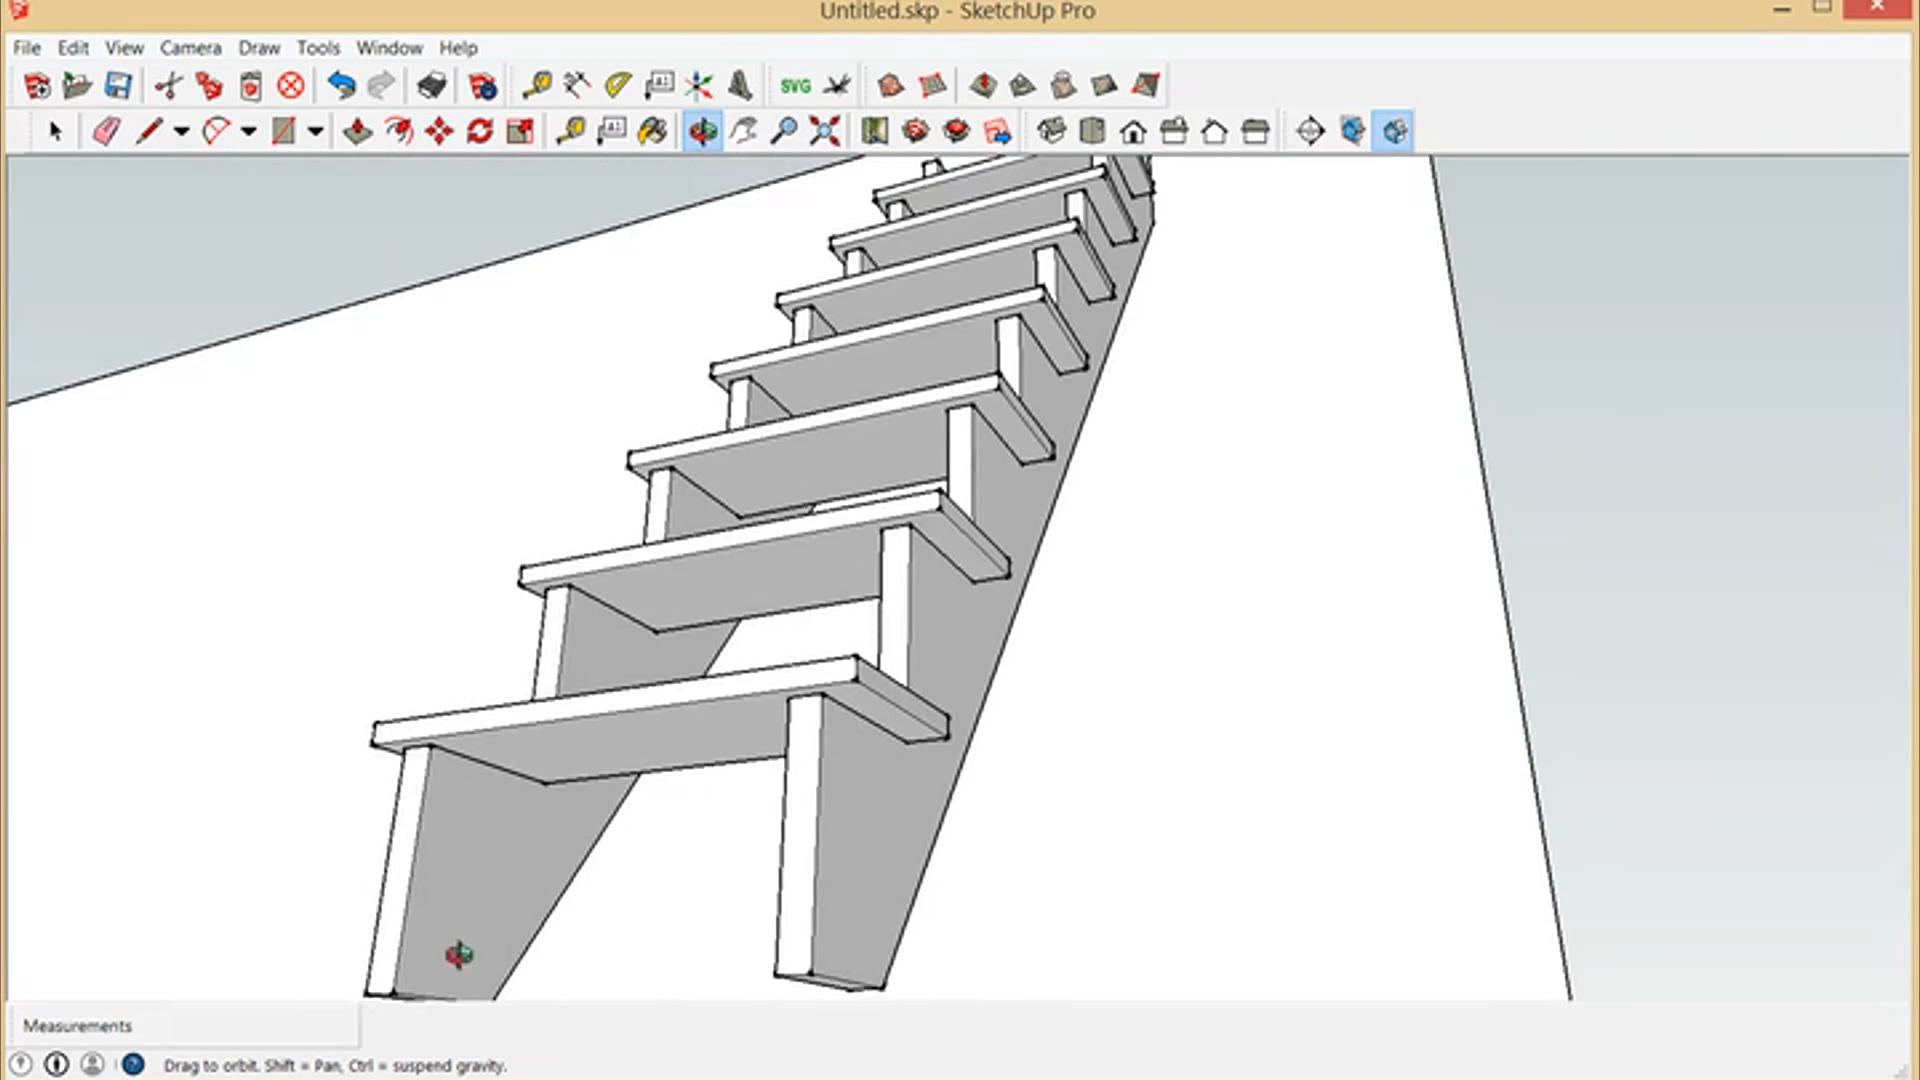 Untitled.skp - SketchUp Pro
File Edit View Camera Draw Tools Window Help
SVG
Measurements
Drag to orbit. Shift = Pan, Ctrl = suspend gravity.